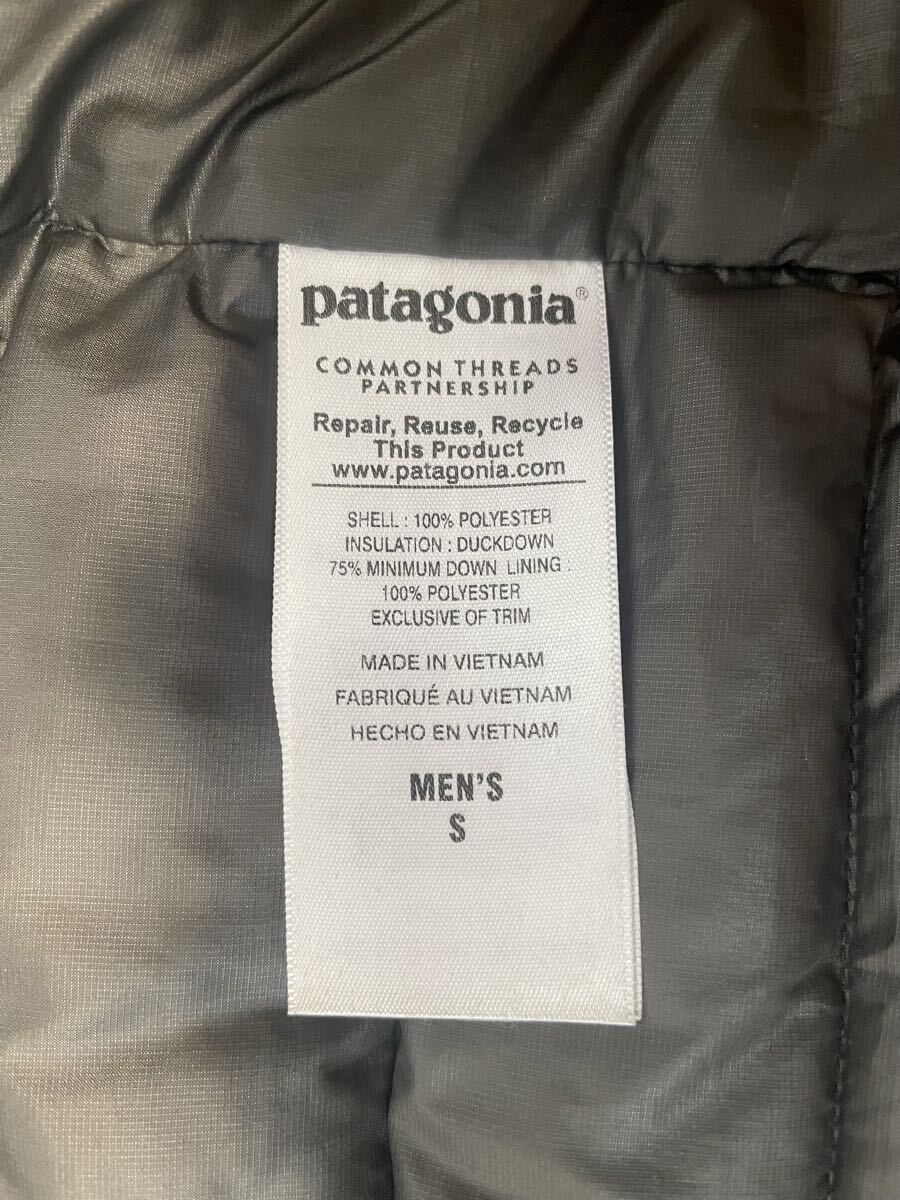 patagonia®
COMMON THREADS
PARTNERSHIP
Repair, Reuse, Recycle
This Product
www.patagonia.com
SHELL : 100% POLYESTER
INSULATION : DUCKDOWN
75% MINIMUM DOWN LINING :
100% POLYESTER
EXCLUSIVE OF TRIM
MADE IN VIETNAM
FABRIQUÉ AU VIETNAM
HECHO EN VIETNAM
MEN'S
S